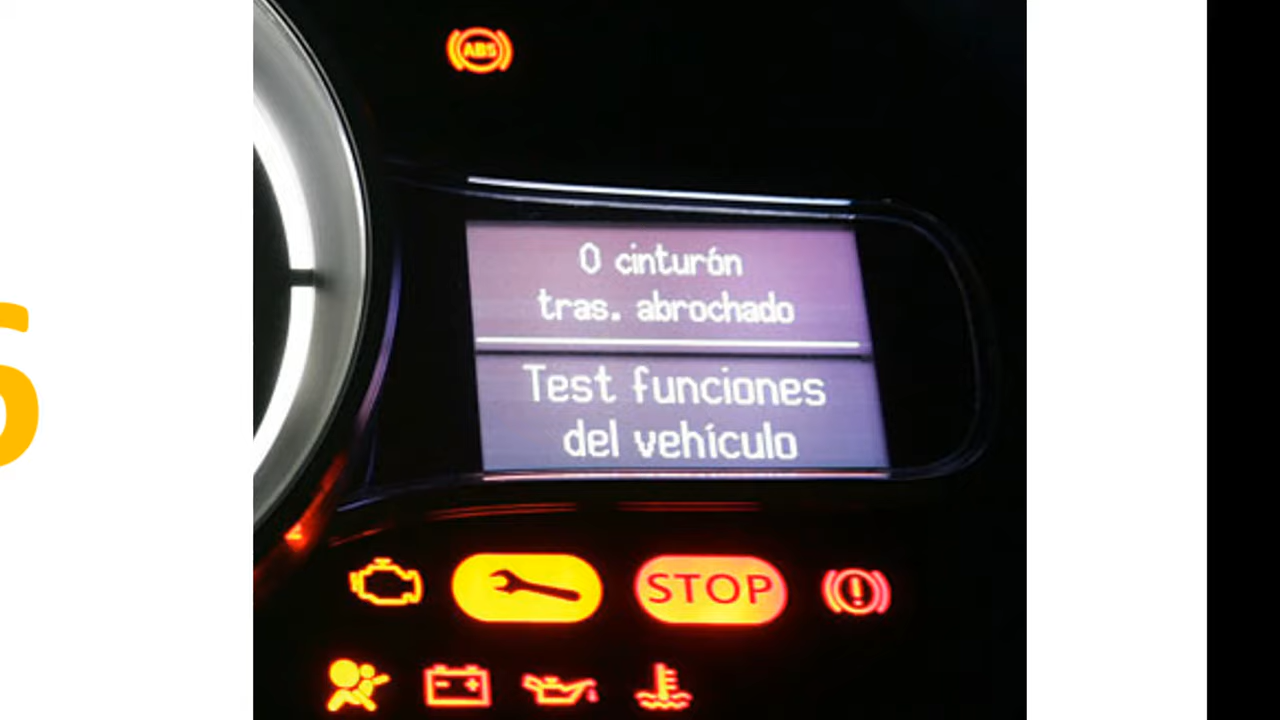 ABS
0 cinturón
tras. abrochado
Test funciones
del vehículo
STOP